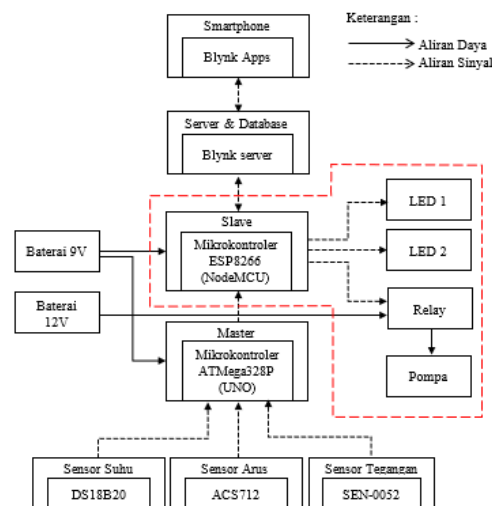 Keterangan :
Aliran Daya
Aliran Sinyal
Smartphone
Blynk Apps
Server & Database
Blynk server
Slave
Mikrokontroler
ESP8266
(NodeMCU)
LED 1
LED 2
Relay
Pompa
Baterai 9V
Baterai
12V
Master
Mikrokontroler
ATMega328P
(UNO)
Sensor Suhu
DS18B20
Sensor Arus
ACS712
Sensor Tegangan
SEN-0052